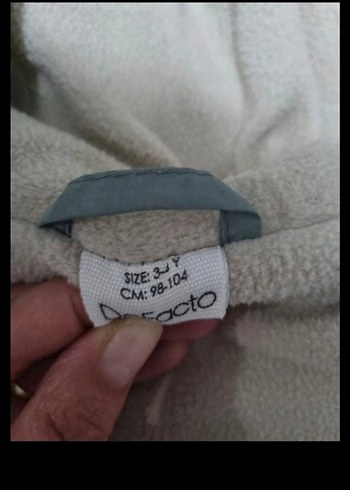 SIZE: 3-4 Y
CM: 98-104
DeFacto